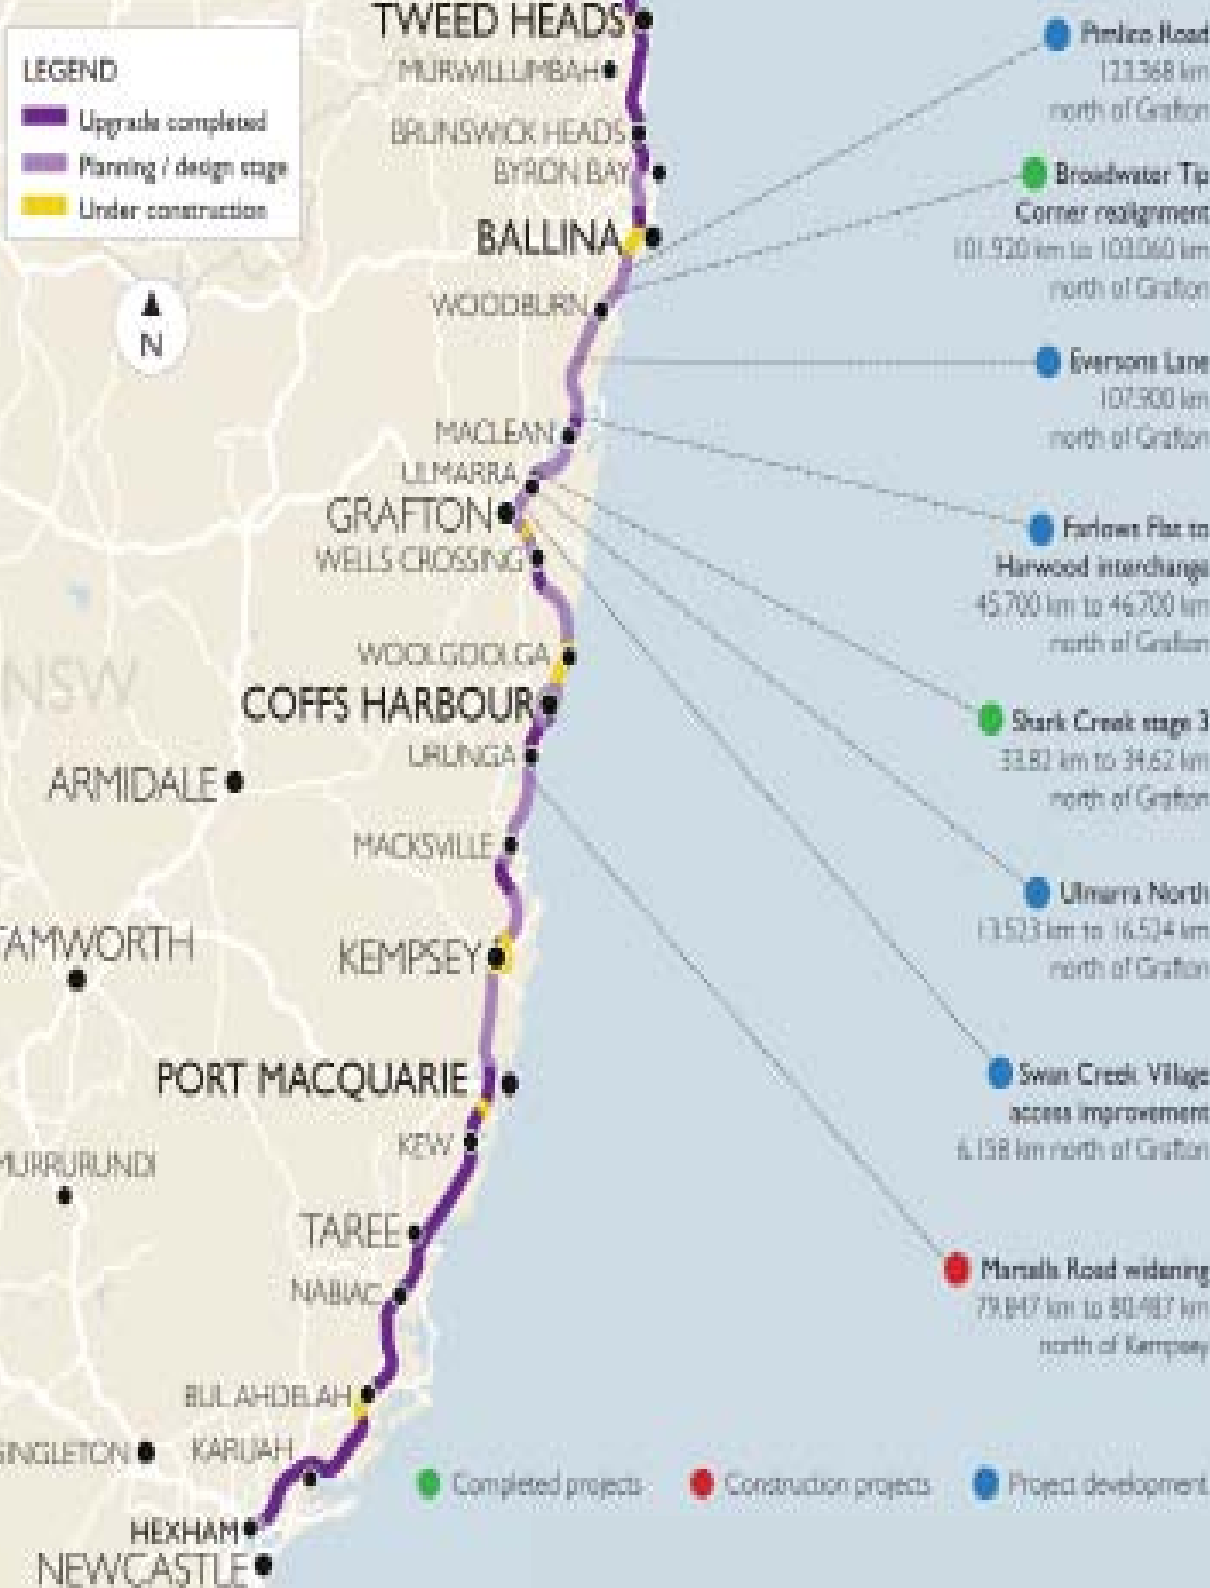 LEGEND
Upgrade completed
Planning / design stage
Under construction
N
TWEED HEADS
MURWILLUMBAH
BRUNSWICK HEADS
BYRON BAY
BALLINA
WOODBURN
MACLEAN
ULMARRA
GRAFTON
WELLS CROSSING
WOOLGOOLGA
NSW
COFFS HARBOUR
URUNGA
ARMIDALE
MACKSVILLE
TAMWORTH
KEMPSEY
PORT MACQUARIE
KEW
MURRURUNDI
TAREE
NABIAC
BULAHDELAH
SINGLETON
KARUAH
HEXHAM
NEWCASTLE
Pimlico Road
123.368 km
north of Grafton
Broadwater Tip
Corner realignment
101.920 km to 103.060 km
north of Grafton
Eversons Lane
107.900 km
north of Grafton
Farlows Flat to
Harwood interchange
45.700 km to 46.700 km
north of Grafton
Shark Creek stage 3
33.82 km to 34.62 km
north of Grafton
Ulmarra North
13.523 km to 16.524 km
north of Grafton
Swan Creek Village
access improvement
6.138 km north of Grafton
Martells Road widening
79.847 km to 80.487 km
north of Kempsey
Completed projects
Construction projects
Project development